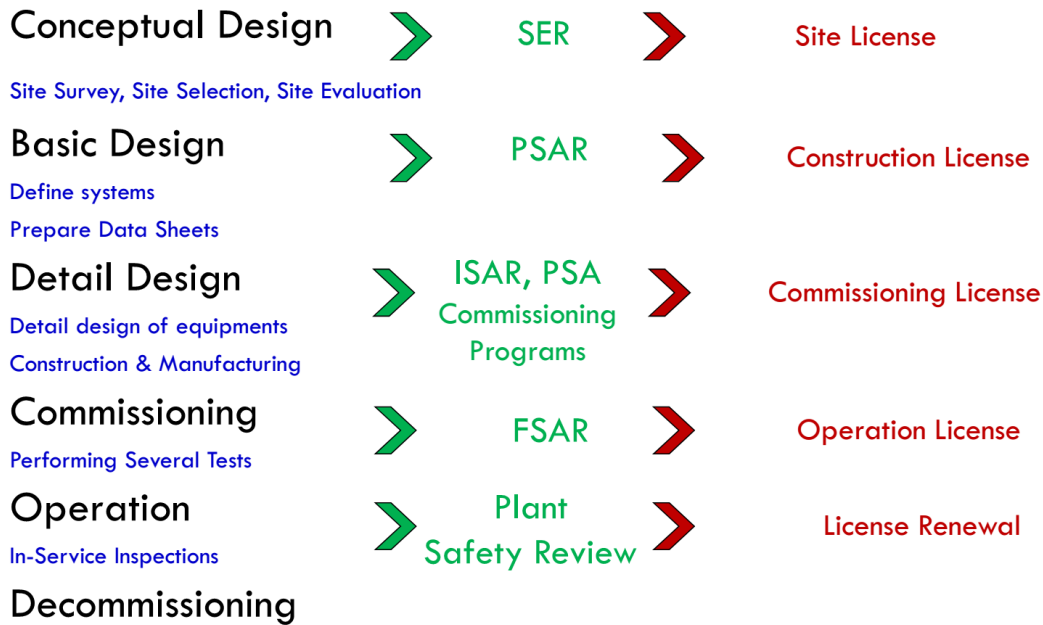 Conceptual Design
SER
Site License
Site Survey, Site Selection, Site Evaluation
Basic Design
PSAR
Construction License
Define systems
Prepare Data Sheets
Detail Design
ISAR, PSA
Commissioning License
Commissioning
Detail design of equipments
Programs
Construction & Manufacturing
Commissioning
FSAR
Operation License
Performing Several Tests
Operation
Plant
License Renewal
In-Service Inspections
Safety Review
Decommissioning